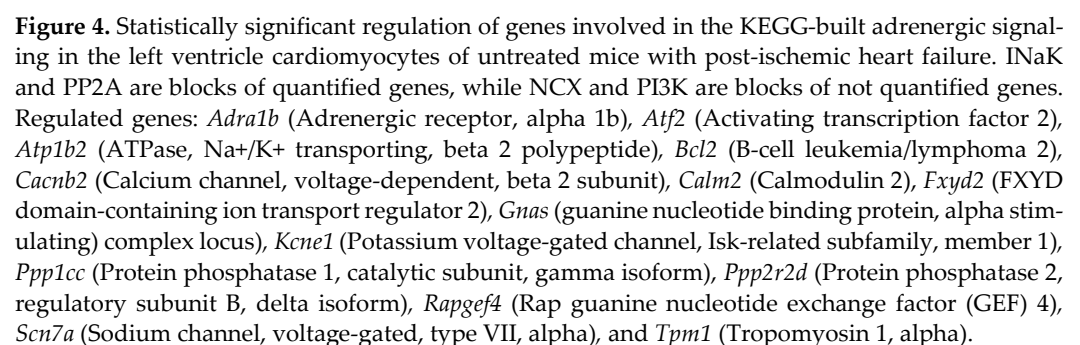 Figure 4. Statistically significant regulation of genes involved in the KEGG-built adrenergic signal-
ing in the left ventricle cardiomyocytes of untreated mice with post-ischemic heart failure. INaK
and PP2A are blocks of quantified genes, while NCX and PI3K are blocks of not quantified genes.
Regulated genes: Adra1b (Adrenergic receptor, alpha 1b), Atf2 (Activating transcription factor 2),
Atp1b2 (ATPase, Na+/K+ transporting, beta 2 polypeptide), Bcl2 (B-cell leukemia/lymphoma 2),
Cacnb2 (Calcium channel, voltage-dependent, beta 2 subunit), Calm2 (Calmodulin 2), Fxyd2 (FXYD
domain-containing ion transport regulator 2), Gnas (guanine nucleotide binding protein, alpha stim-
ulating) complex locus), Kcne1 (Potassium voltage-gated channel, Isk-related subfamily, member 1),
Ppp1cc (Protein phosphatase 1, catalytic subunit, gamma isoform), Ppp2r2d (Protein phosphatase 2,
regulatory subunit B, delta isoform), Rapgef4 (Rap guanine nucleotide exchange factor (GEF) 4),
Scn7a (Sodium channel, voltage-gated, type VII, alpha), and Tpm1 (Tropomyosin 1, alpha).